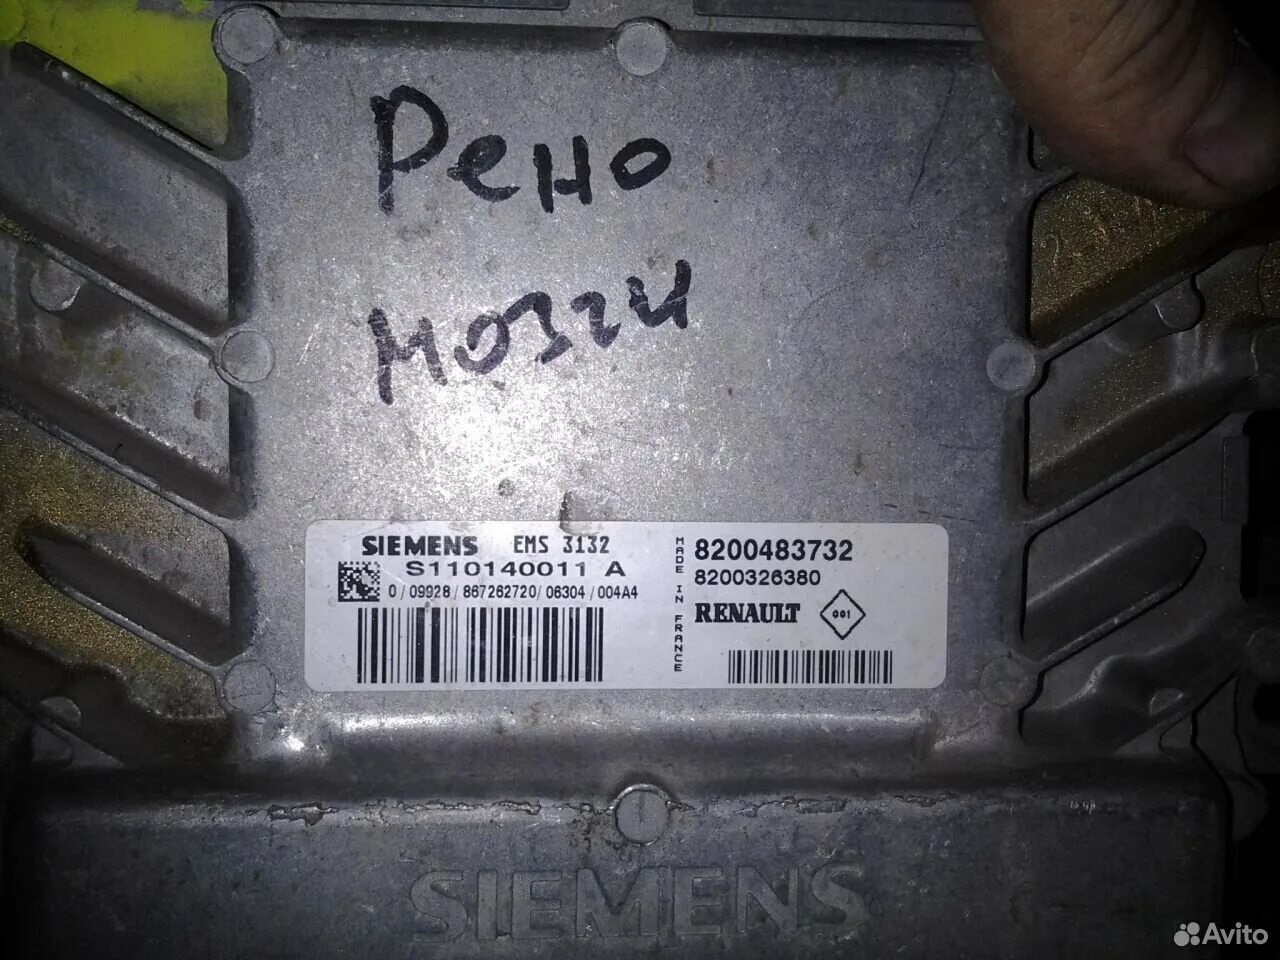 Рено
мозги
SIEMENS EMS 3132
S110140011 A
0 / 09928 / 867262720 / 06304 / 004A4
MADE IN FRANCE
8200483732
8200326380
RENAULT 001
SIEMENS
Avito